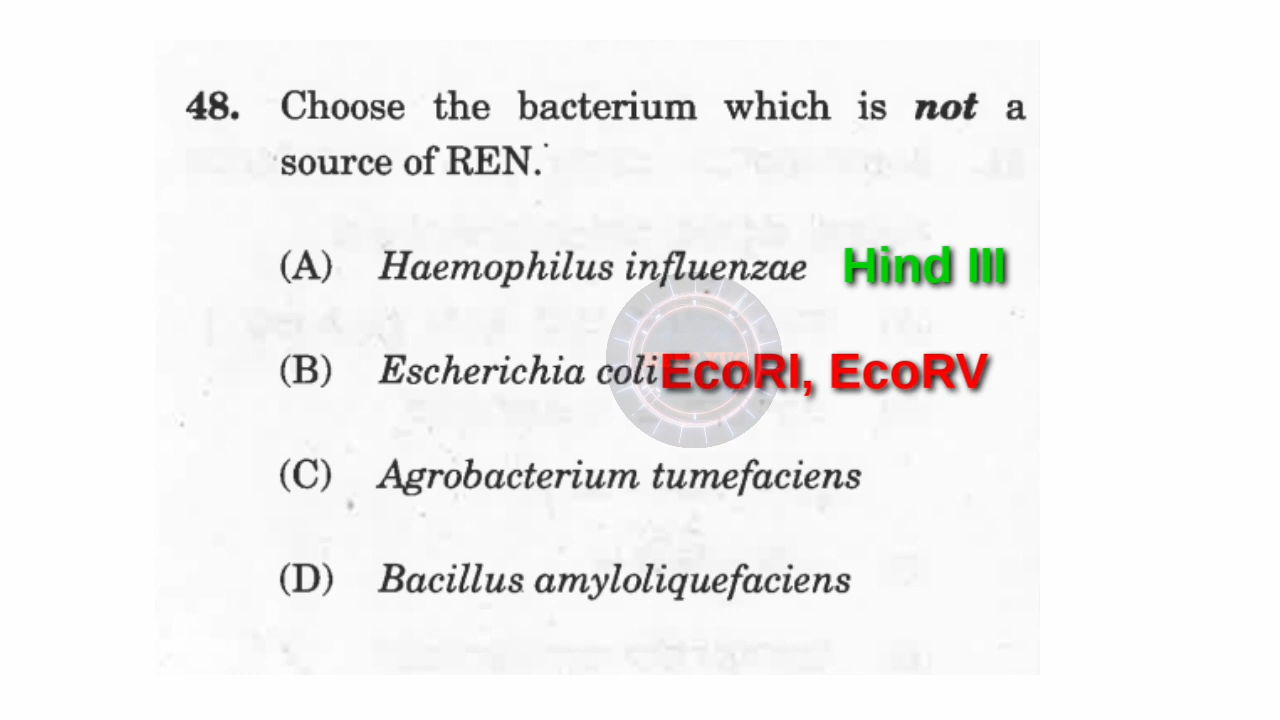 48. Choose the bacterium which is not a
source of REN.
(A) Haemophilus influenzae Hind III
(B) Escherichia coli EcoRI, EcoRV
(C) Agrobacterium tumefaciens
(D) Bacillus amyloliquefaciens